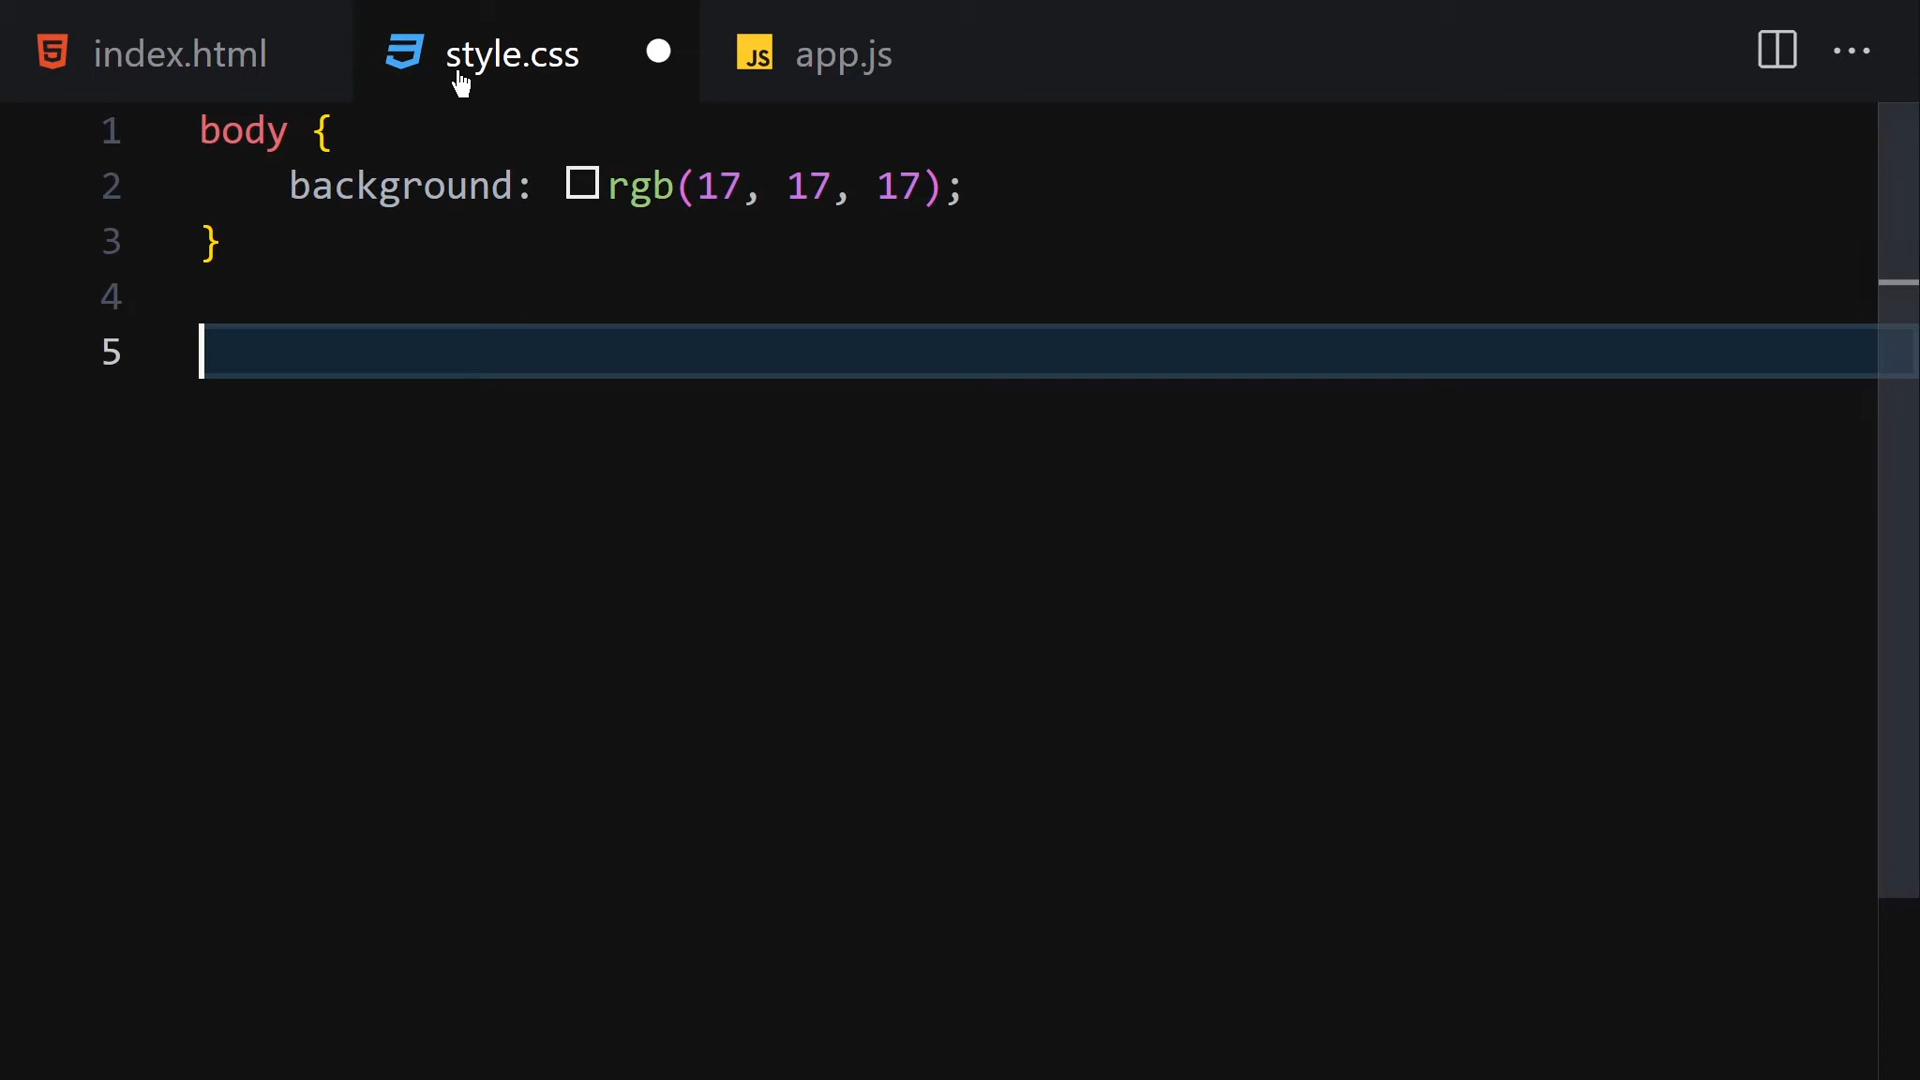 index.html style.css JS app.js
1 body {
2 background: rgb(17, 17, 17);
3 }
4
5